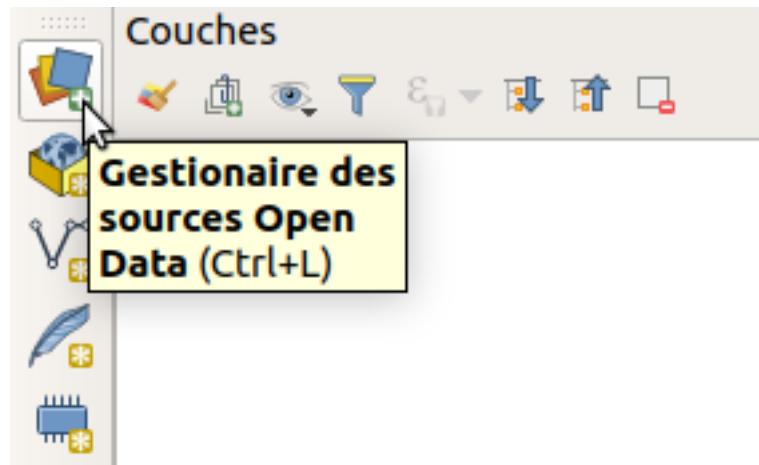 Couches
Gestionaire des
sources Open
Data (Ctrl+L)